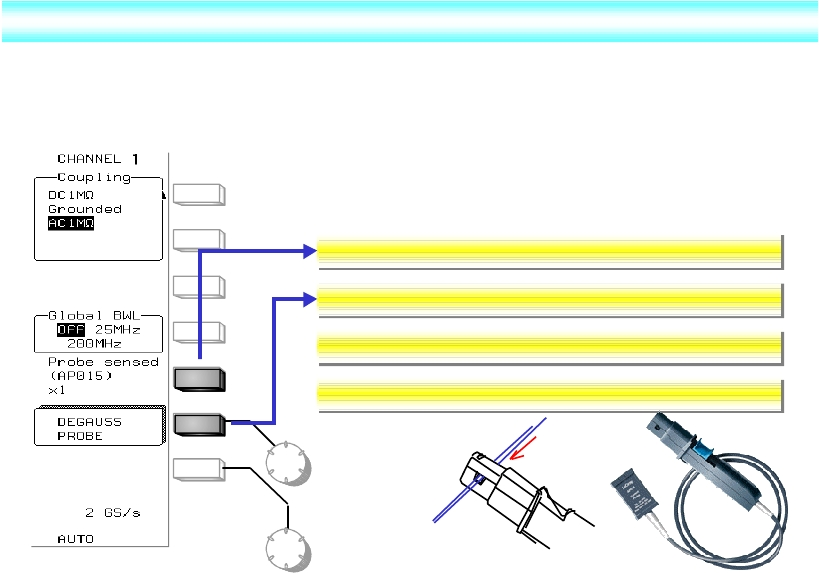 CHANNEL 1
Coupling
DC1MΩ
Grounded
AC1MΩ
Global BWL
Off 25MHz
200MHz
Probe sensed
(AP015)
x1
DEGAUSS
PROBE
2 GS/s
AUTO